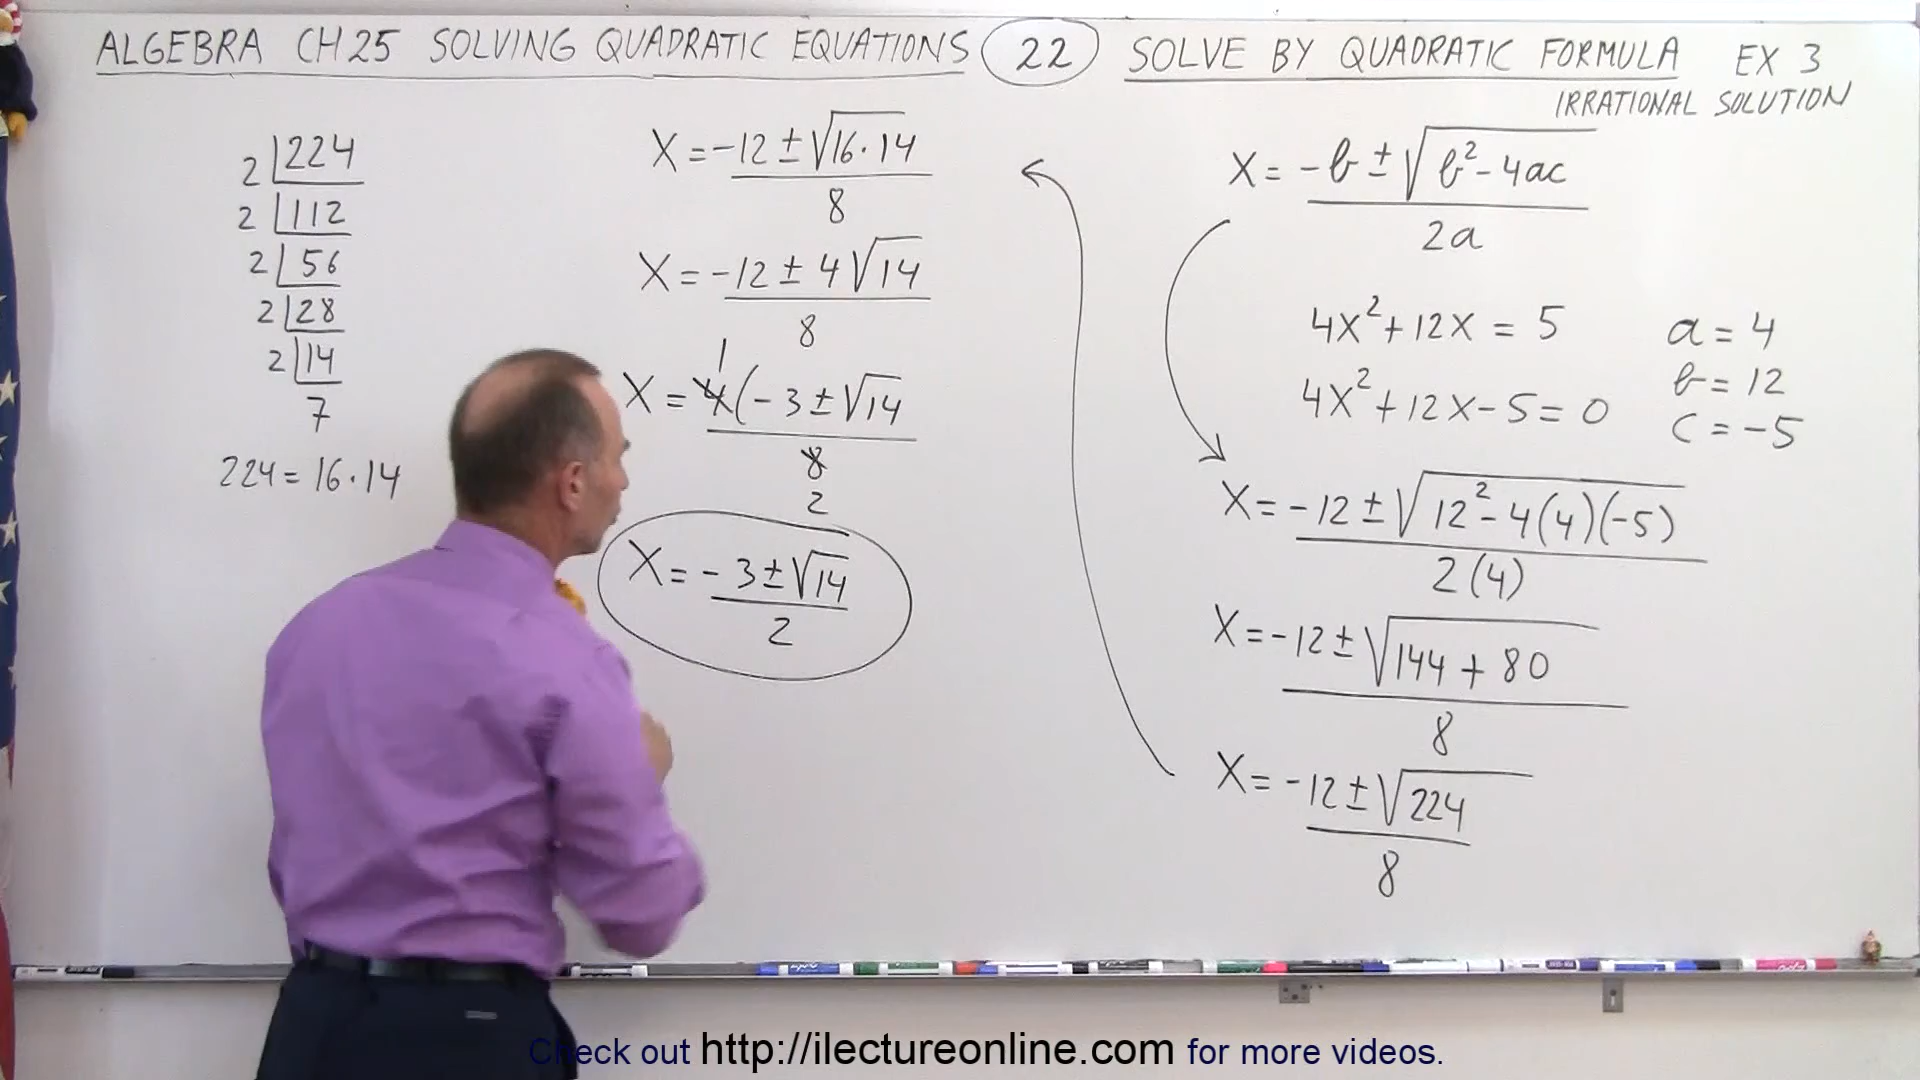 ALGEBRA CH 25 SOLVING QUADRATIC EQUATIONS 22 SOLVE BY QUADRATIC FORMULA EX 3
IRRATIONAL SOLUTION
2 | 224
2 | 112
2 | 56
2 | 28
2 | 14
7
224 = 16·14
X = -12 ± √16·14
8
X = -12 ± 4√14
8
1
X = 4(-3 ± √14
8
2
X = -3 ± √14
2
X = -b ± √b²-4ac
2a
4X²+12X = 5
4X²+12X-5=0
a = 4
b = 12
c = -5
X = -12 ± √12²-4(4)(-5)
2(4)
X = -12 ± √144+80
8
X = -12 ± √224
8
Check out http://ilectureonline.com for more videos.